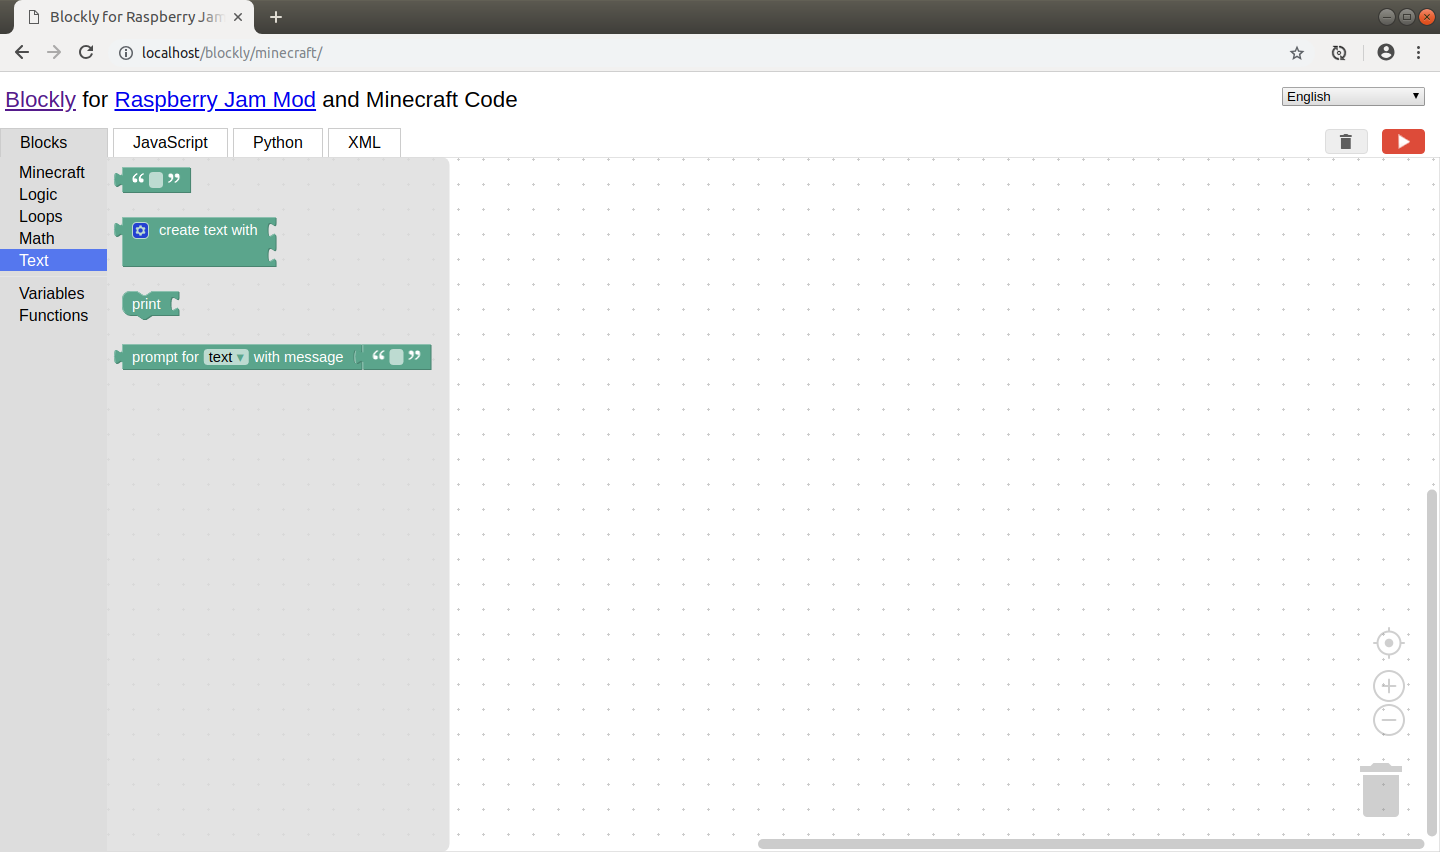 Blockly for Raspberry Jam
localhost/blockly/minecraft/
Blockly for Raspberry Jam Mod and Minecraft Code
English
Blocks
JavaScript
Python
XML
Minecraft
Logic
Loops
Math
Text
Variables
Functions
“ ”
create text with
print
prompt for text with message “ ”